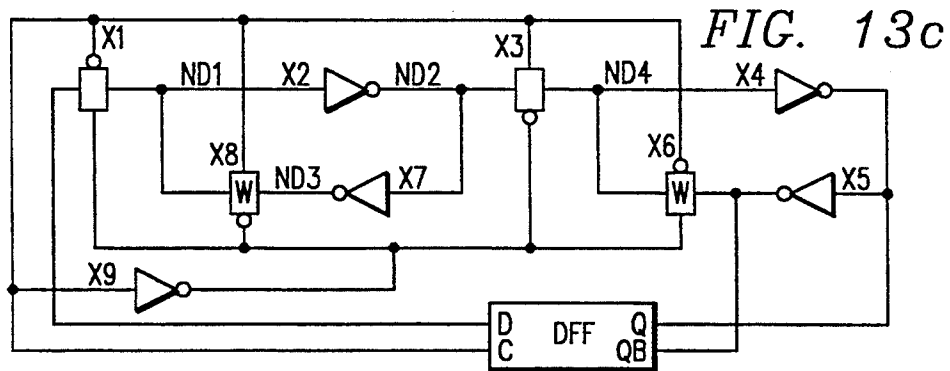 FIG. 13c
X1
ND1
X2
ND2
X3
ND4
X4
X8
W
ND3
X7
X6
W
X5
X9
D
DFF
Q
C
QB